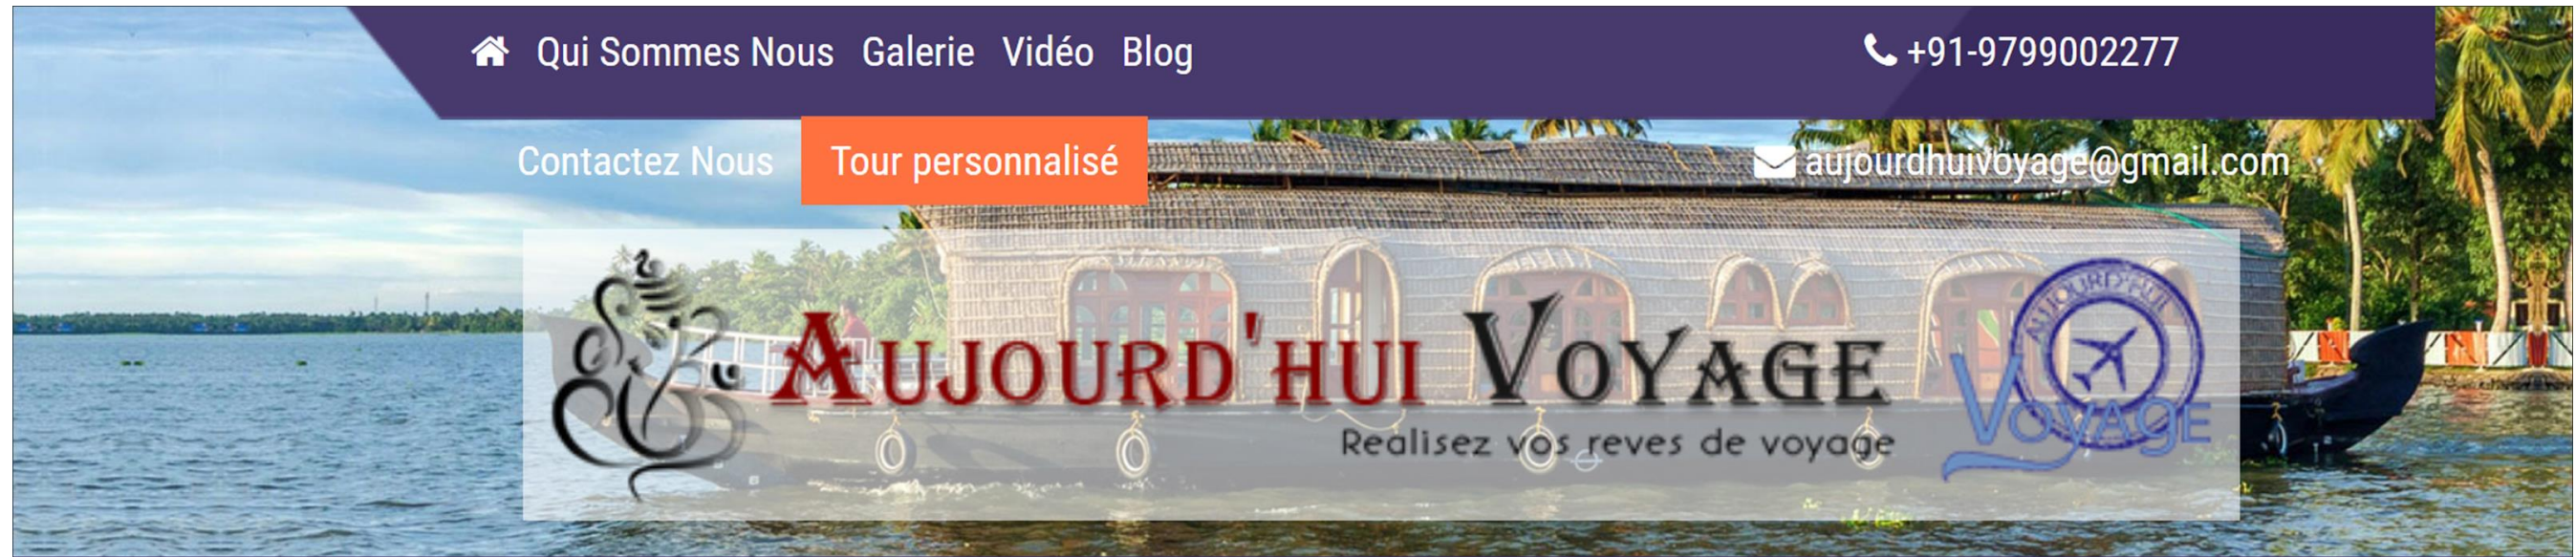 Qui Sommes Nous Galerie Vidéo Blog
+91-9799002277
Contactez Nous Tour personnalisé
aujourdhuivoyage@gmail.com
AUJOURD'HUI VOYAGE
Realisez vos reves de voyage
AUJOURD'HUI
VOYAGE